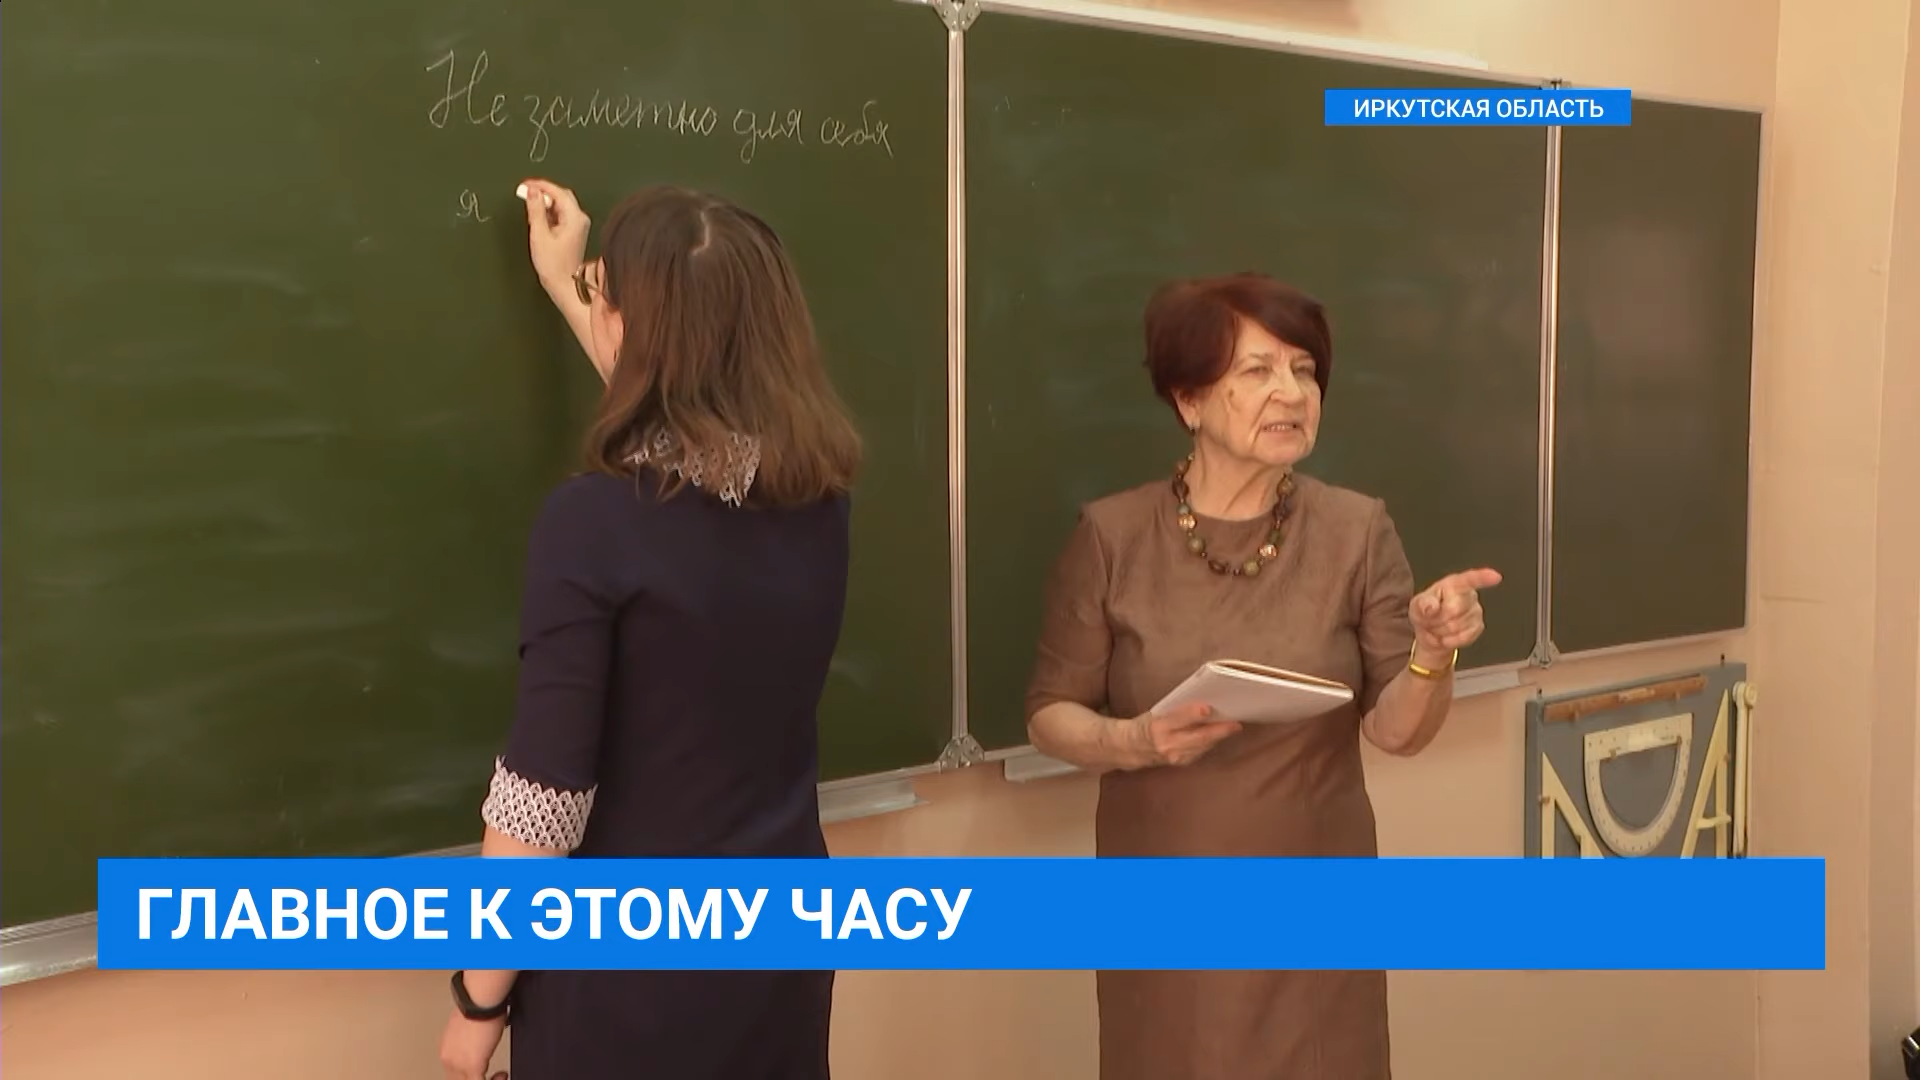 Не заметно для себя
я
ИРКУТСКАЯ ОБЛАСТЬ
ГЛАВНОЕ К ЭТОМУ ЧАСУ